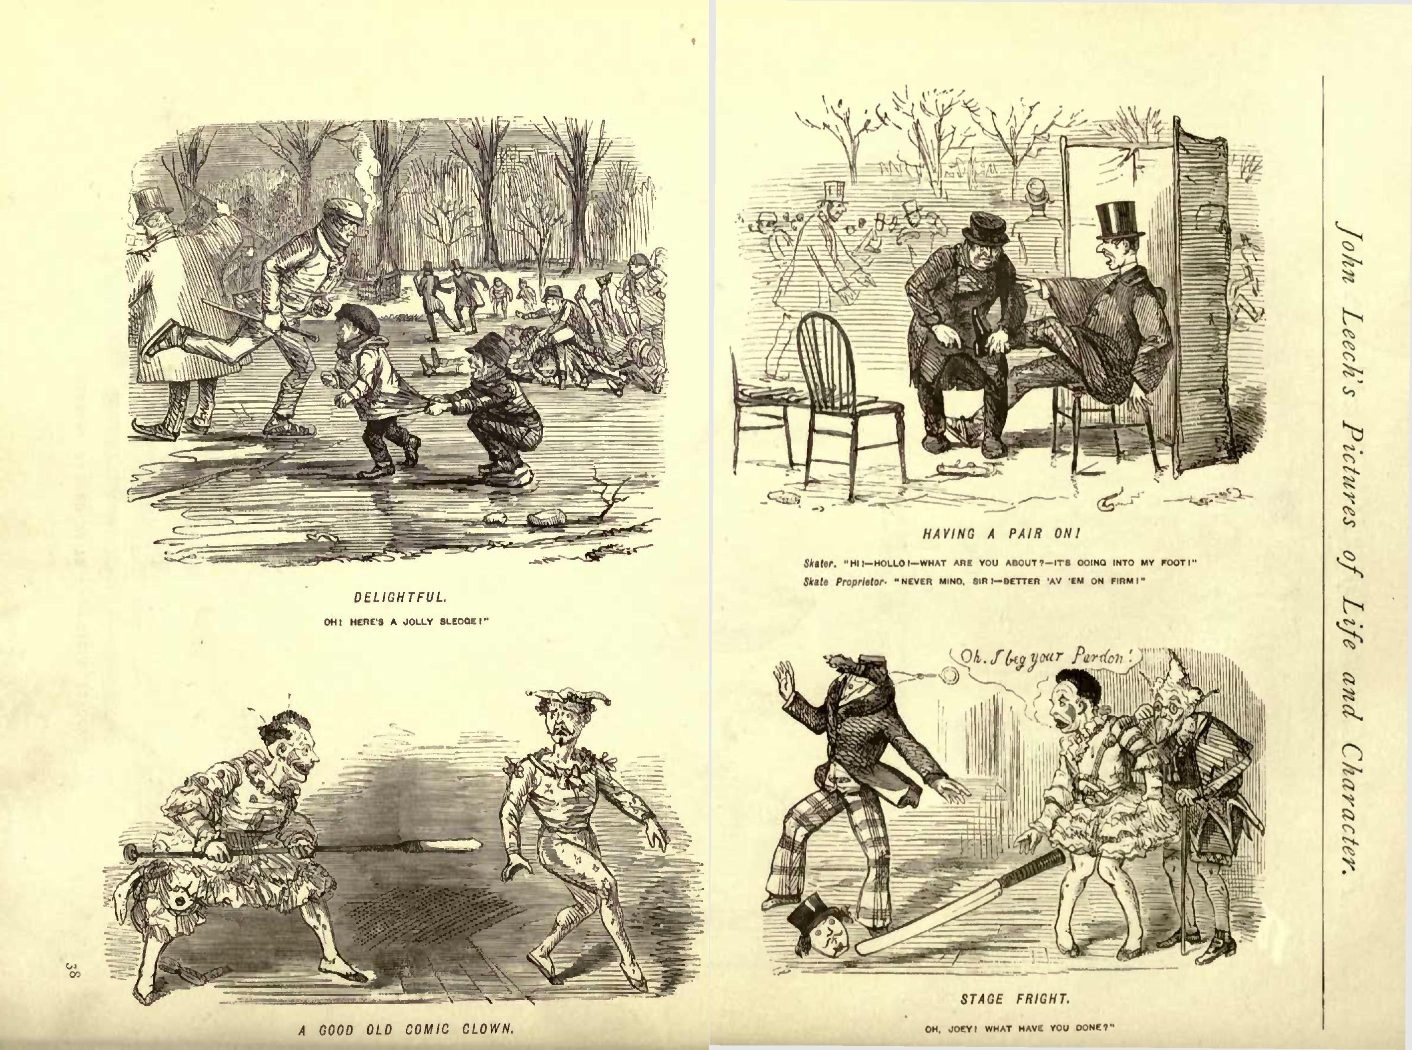 DELIGHTFUL.
OH! HERE'S A JOLLY SLEDGE!"
A GOOD OLD COMIC CLOWN.
38
HAVING A PAIR ON!
Skater. "HI!—HOLLO!—WHAT ARE YOU ABOUT?—IT'S GOING INTO MY FOOT!"
Skate Proprietor. "NEVER MIND, SIR!—BETTER 'AV 'EM ON FIRM!"
Oh. I beg your Pardon!
STAGE FRIGHT.
OH, JOEY! WHAT HAVE YOU DONE?"
John Leech's Pictures of Life and Character.